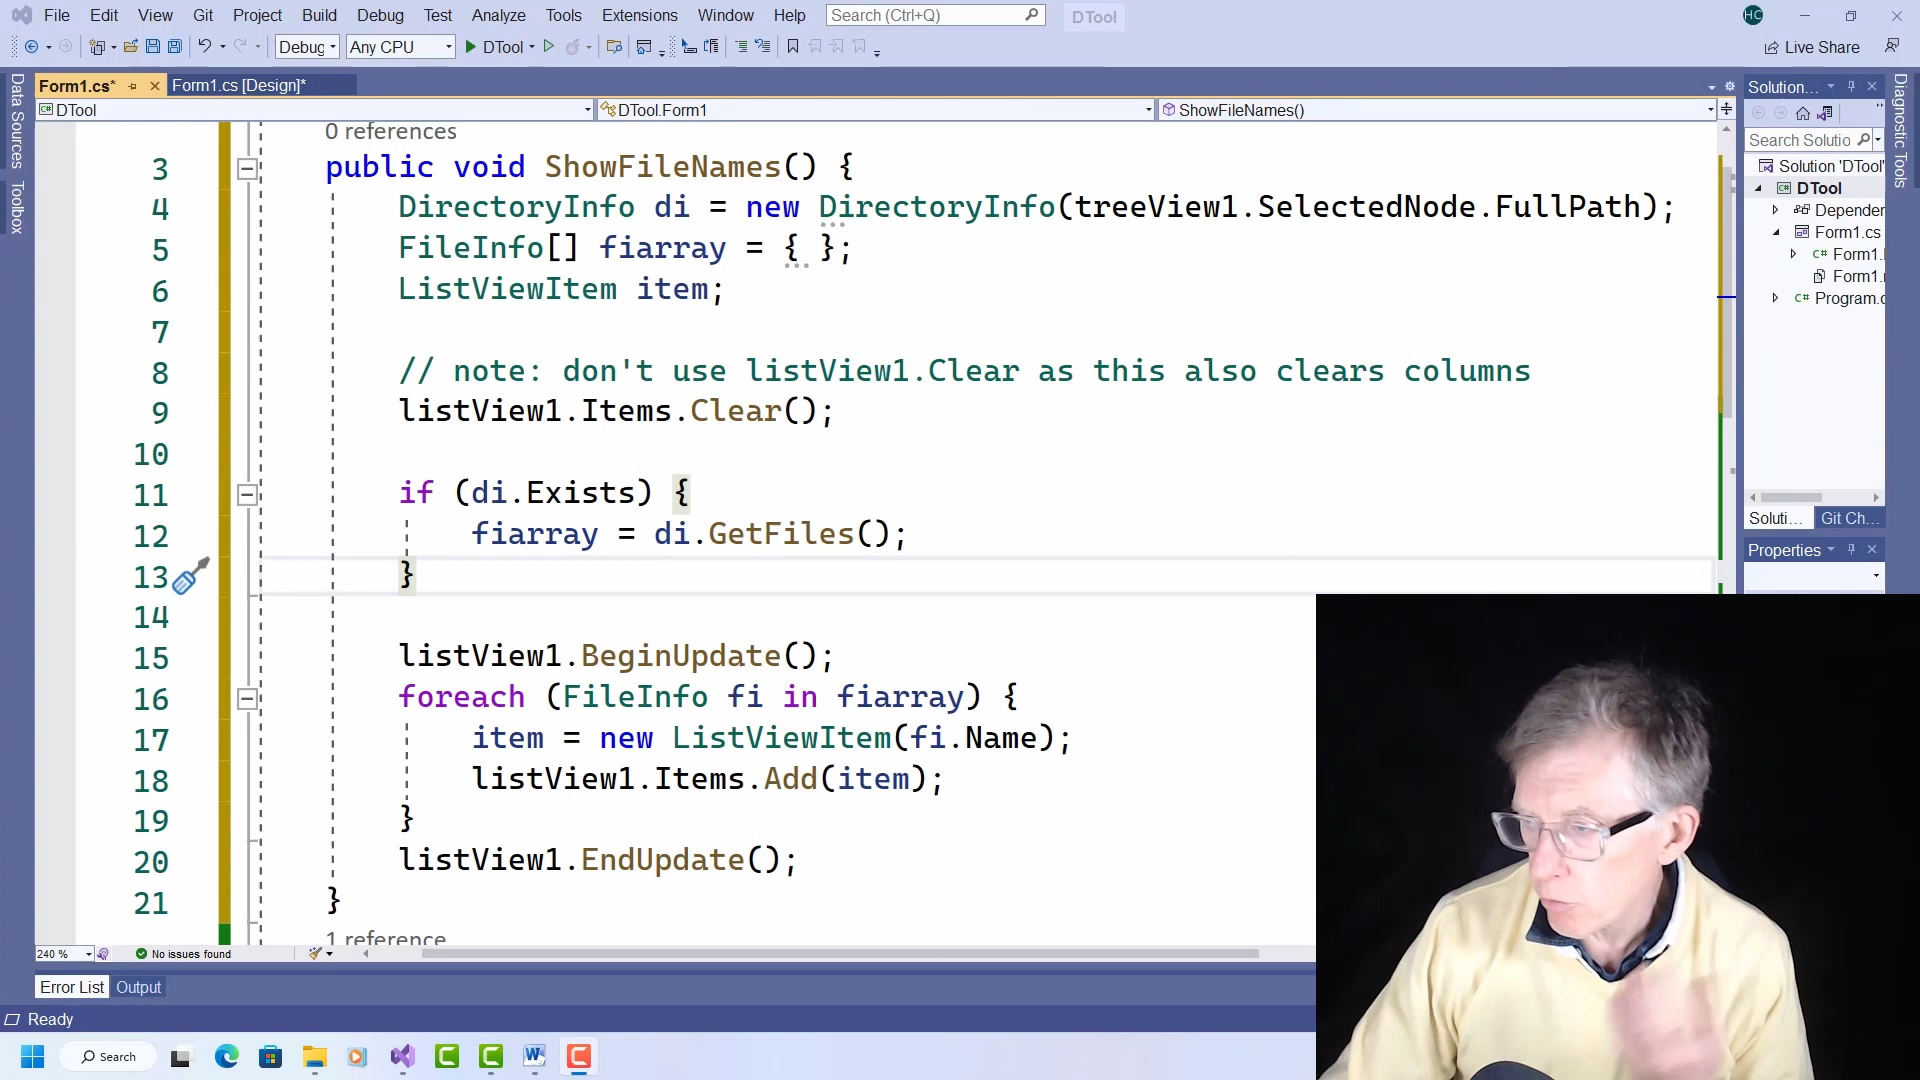 File Edit View Git Project Build Debug Test Analyze Tools Extensions Window Help Search (Ctrl+Q) DTool HC
Debug Any CPU DTool Live Share
Data Sources
Toolbox
Form1.cs* Form1.cs [Design]*
DTool DTool.Form1 ShowFileNames()
0 references
3 public void ShowFileNames() {
4 DirectoryInfo di = new DirectoryInfo(treeView1.SelectedNode.FullPath);
5 FileInfo[] fiarray = { };
6 ListViewItem item;
7
8 // note: don't use listView1.Clear as this also clears columns
9 listView1.Items.Clear();
10
11 if (di.Exists) {
12 fiarray = di.GetFiles();
13 }
14
15 listView1.BeginUpdate();
16 foreach (FileInfo fi in fiarray) {
17 item = new ListViewItem(fi.Name);
18 listView1.Items.Add(item);
19 }
20 listView1.EndUpdate();
21 }
1 reference
240 % No issues found
Error List Output
Ready
Search
Solution...
Search Solutio
Solution 'DTool'
DTool
Depender
Form1.cs
C# Form1.
Form1.r
C# Program.c
Soluti... Git Ch...
Properties
Diagnostic Tools